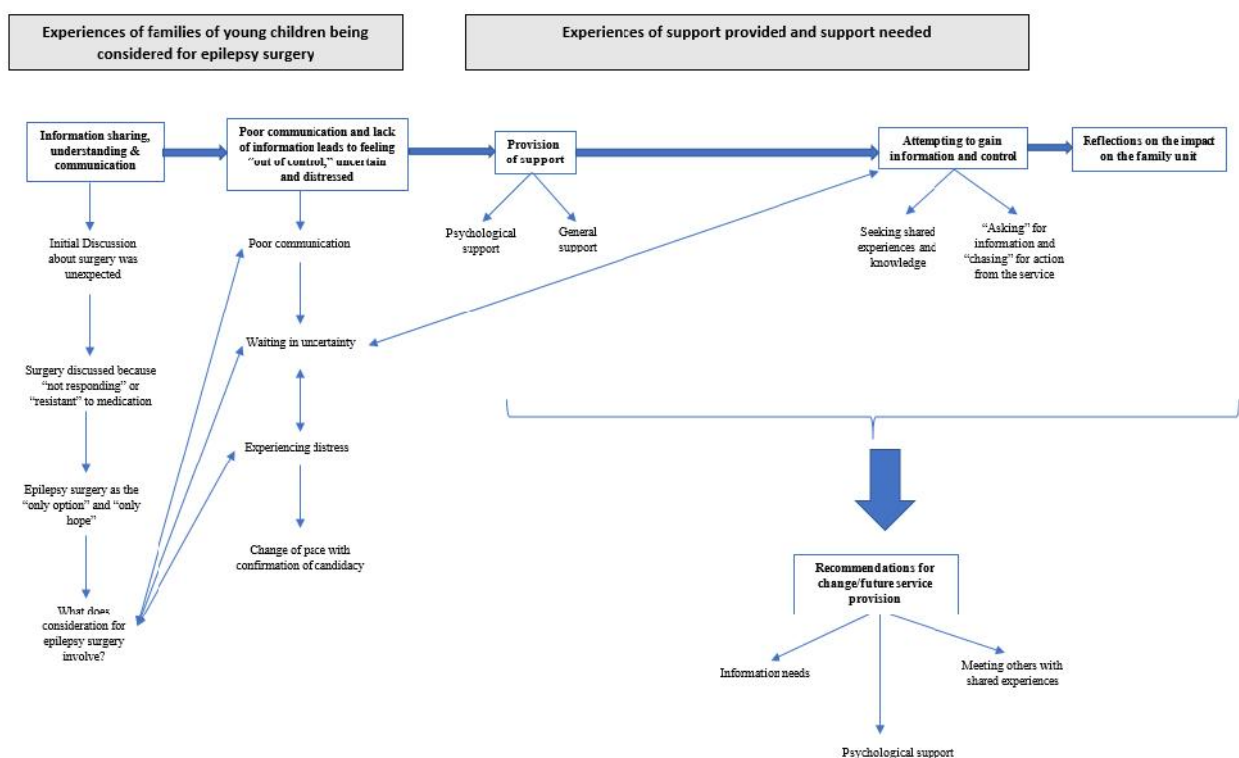 Experiences of families of young children being
considered for epilepsy surgery
Experiences of support provided and support needed
Information sharing,
understanding &
communication
Poor communication and lack
of information leads to feeling
“out of control,” uncertain
and distressed
Provision
of support
Attempting to gain
information and control
Reflections on the impact
on the family unit
Initial Discussion
about surgery was
unexpected
Surgery discussed because
“not responding” or
“resistant” to medication
Epilepsy surgery as the
“only option” and “only
hope”
What does
consideration for
epilepsy surgery
involve?
Poor communication
Waiting in uncertainty
Experiencing distress
Change of pace with
confirmation of candidacy
Psychological
support
General
support
Seeking shared
experiences and
knowledge
“Asking” for
information and
“chasing” for action
from the service
Recommendations for
change/future service
provision
Information needs
Psychological support
Meeting others with
shared experiences